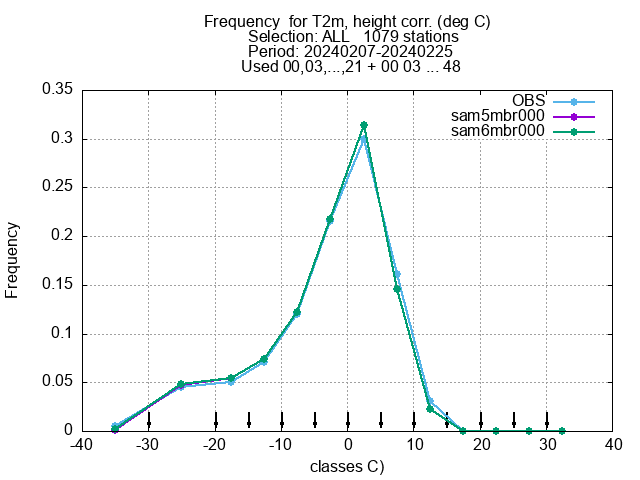 Frequency  for T2m, height corr. (deg C)
Selection: ALL   1079 stations
Period: 20240207-20240225
Used 00,03,...,21 + 00 03 ... 48
OBS
sam5mbr000
sam6mbr000
Frequency
0.35
0.3
0.25
0.2
0.15
0.1
0.05
0
-40 -30 -20 -10 0 10 20 30 40
classes C)